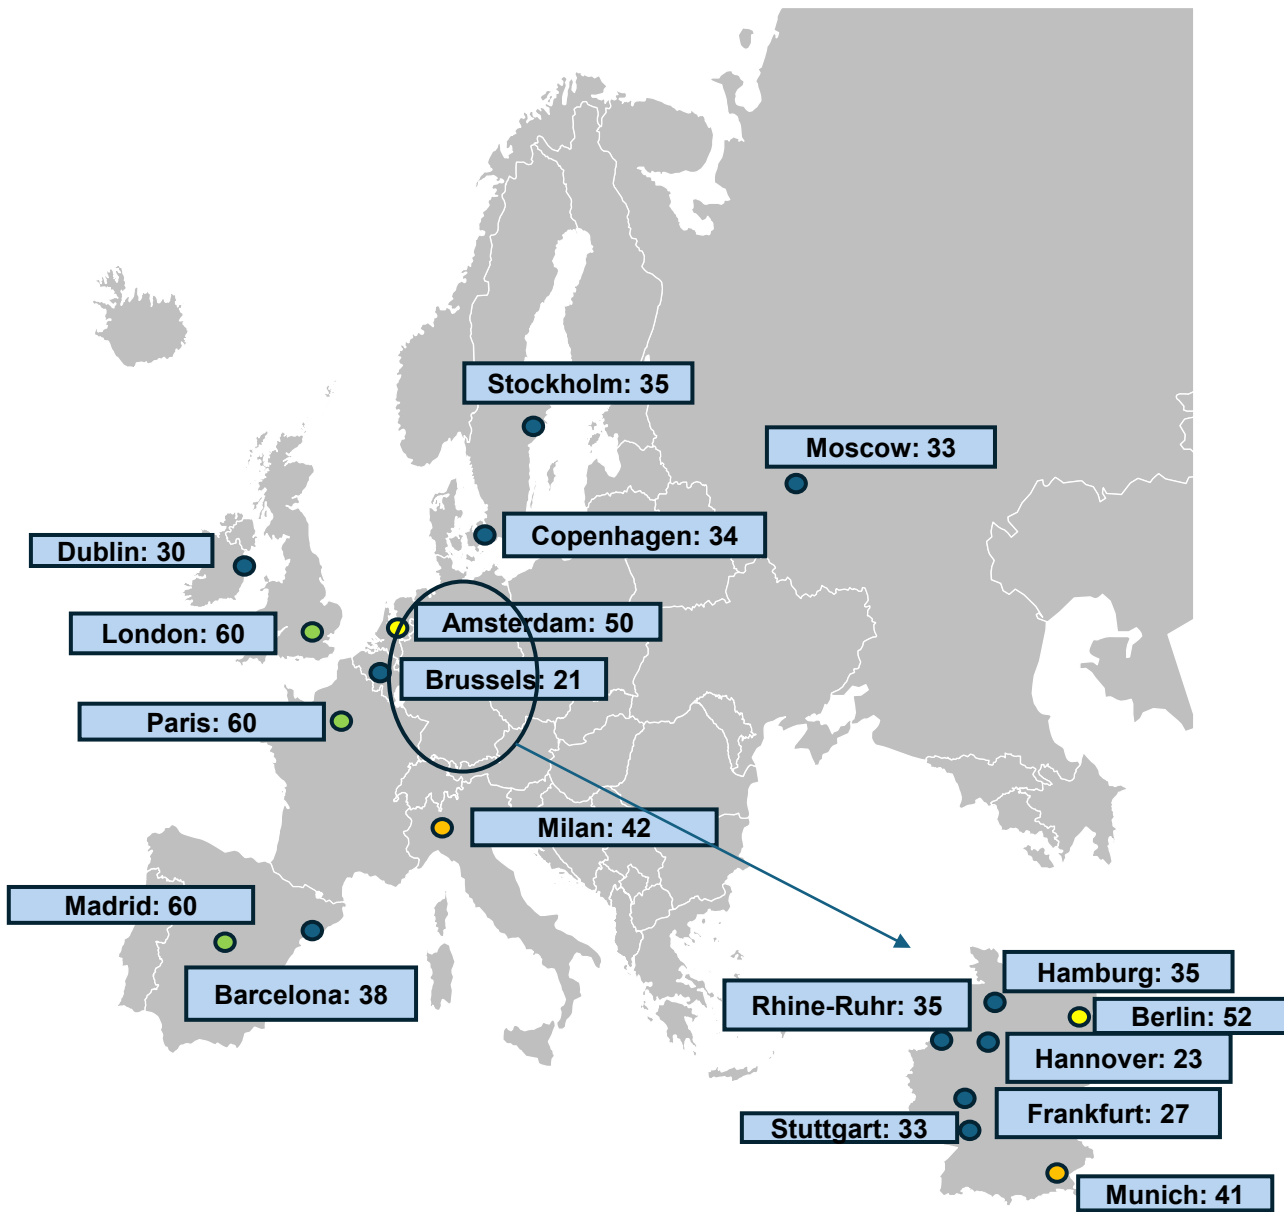 Stockholm: 35
Moscow: 33
Copenhagen: 34
Dublin: 30
Amsterdam: 50
London: 60
Brussels: 21
Paris: 60
Milan: 42
Madrid: 60
Barcelona: 38
Hamburg: 35
Rhine-Ruhr: 35
Berlin: 52
Hannover: 23
Frankfurt: 27
Stuttgart: 33
Munich: 41